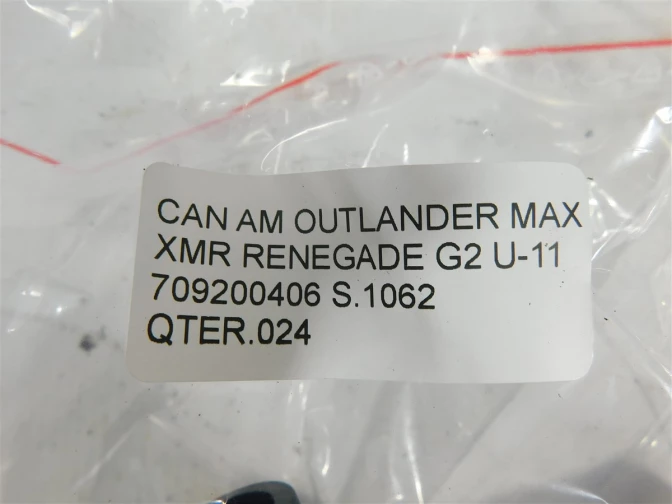 CAN AM OUTLANDER MAX
XMR RENEGADE G2 U-11
709200406 S.1062
QTER.024